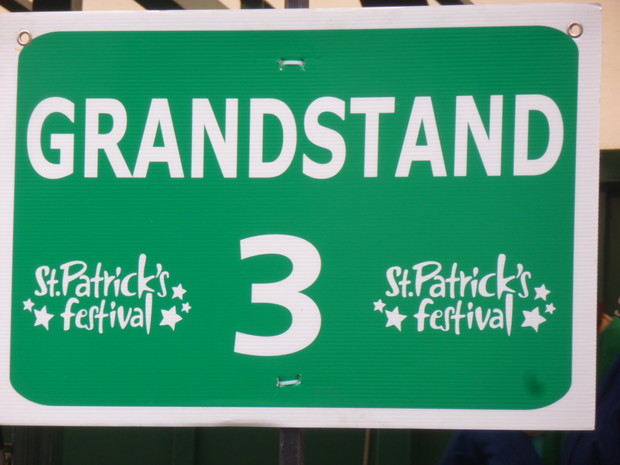 GRANDSTAND
3
St.Patrick's
festival
St.Patrick's
festival